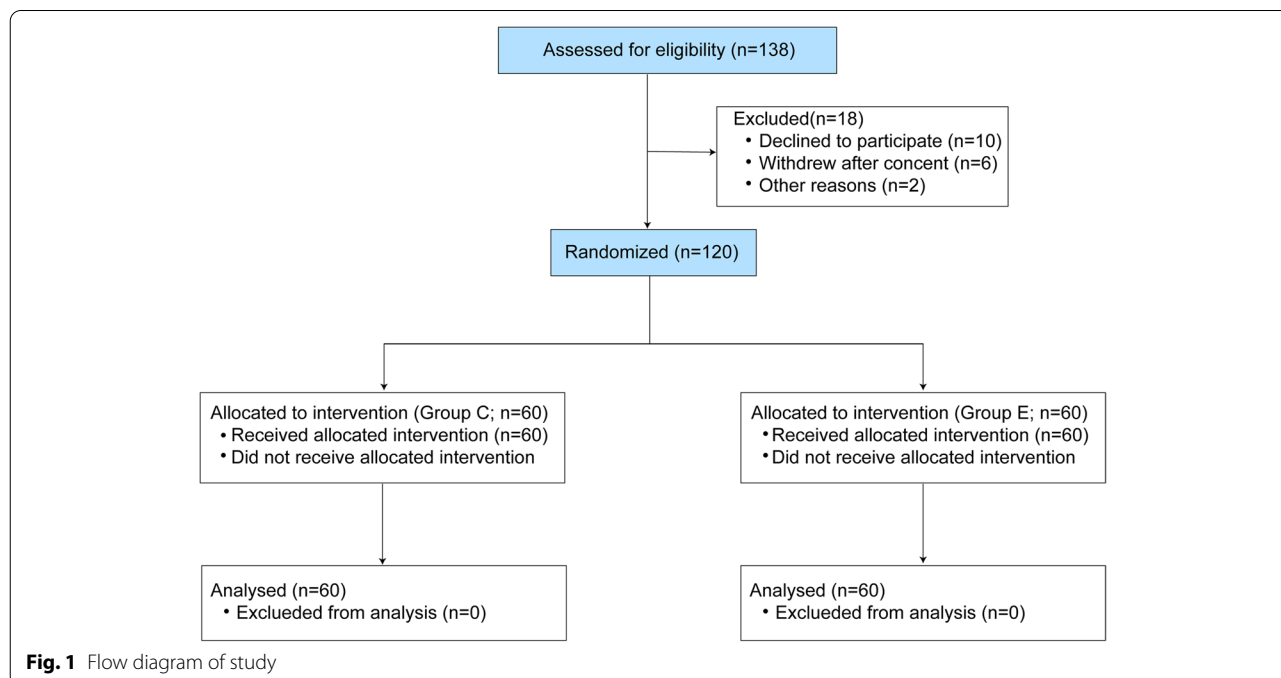 Assessed for eligibility (n=138)
Excluded(n=18)
• Declined to participate (n=10)
• Withdrew after concent (n=6)
• Other reasons (n=2)
Randomized (n=120)
Allocated to intervention (Group C; n=60)
• Received allocated intervention (n=60)
• Did not receive allocated intervention
Allocated to intervention (Group E; n=60)
• Received allocated intervention (n=60)
• Did not receive allocated intervention
Analysed (n=60)
• Exclueded from analysis (n=0)
Analysed (n=60)
• Exclueded from analysis (n=0)
Fig. 1 Flow diagram of study